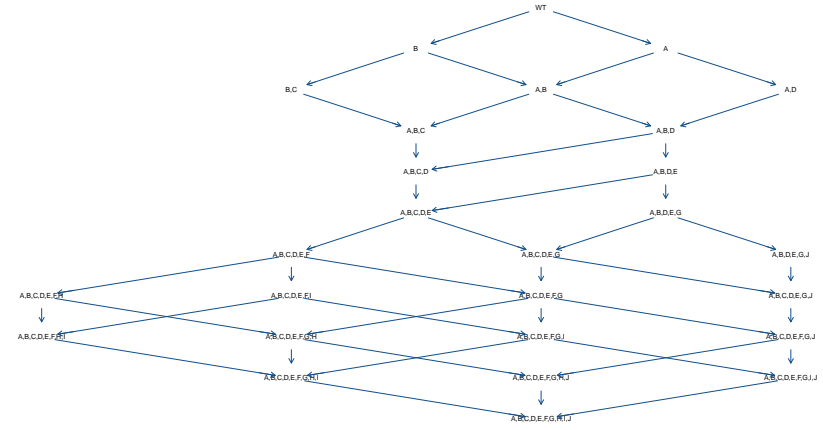 WT
B
A
B,C
A,B
A,D
A,B,C
A,B,D
A,B,C,D
A,B,D,E
A,B,C,D,E
A,B,D,E,G
A,B,C,D,E,F
A,B,C,D,E,G
A,B,D,E,G,J
A,B,C,D,E,F,H
A,B,C,D,E,F,I
A,B,C,D,E,F,G
A,B,C,D,E,G,J
A,B,C,D,E,F,H,I
A,B,C,D,E,F,G,H
A,B,C,D,E,F,G,I
A,B,C,D,E,F,G,J
A,B,C,D,E,F,G,H,I
A,B,C,D,E,F,G,H,J
A,B,C,D,E,F,G,I,J
A,B,C,D,E,F,G,H,I,J